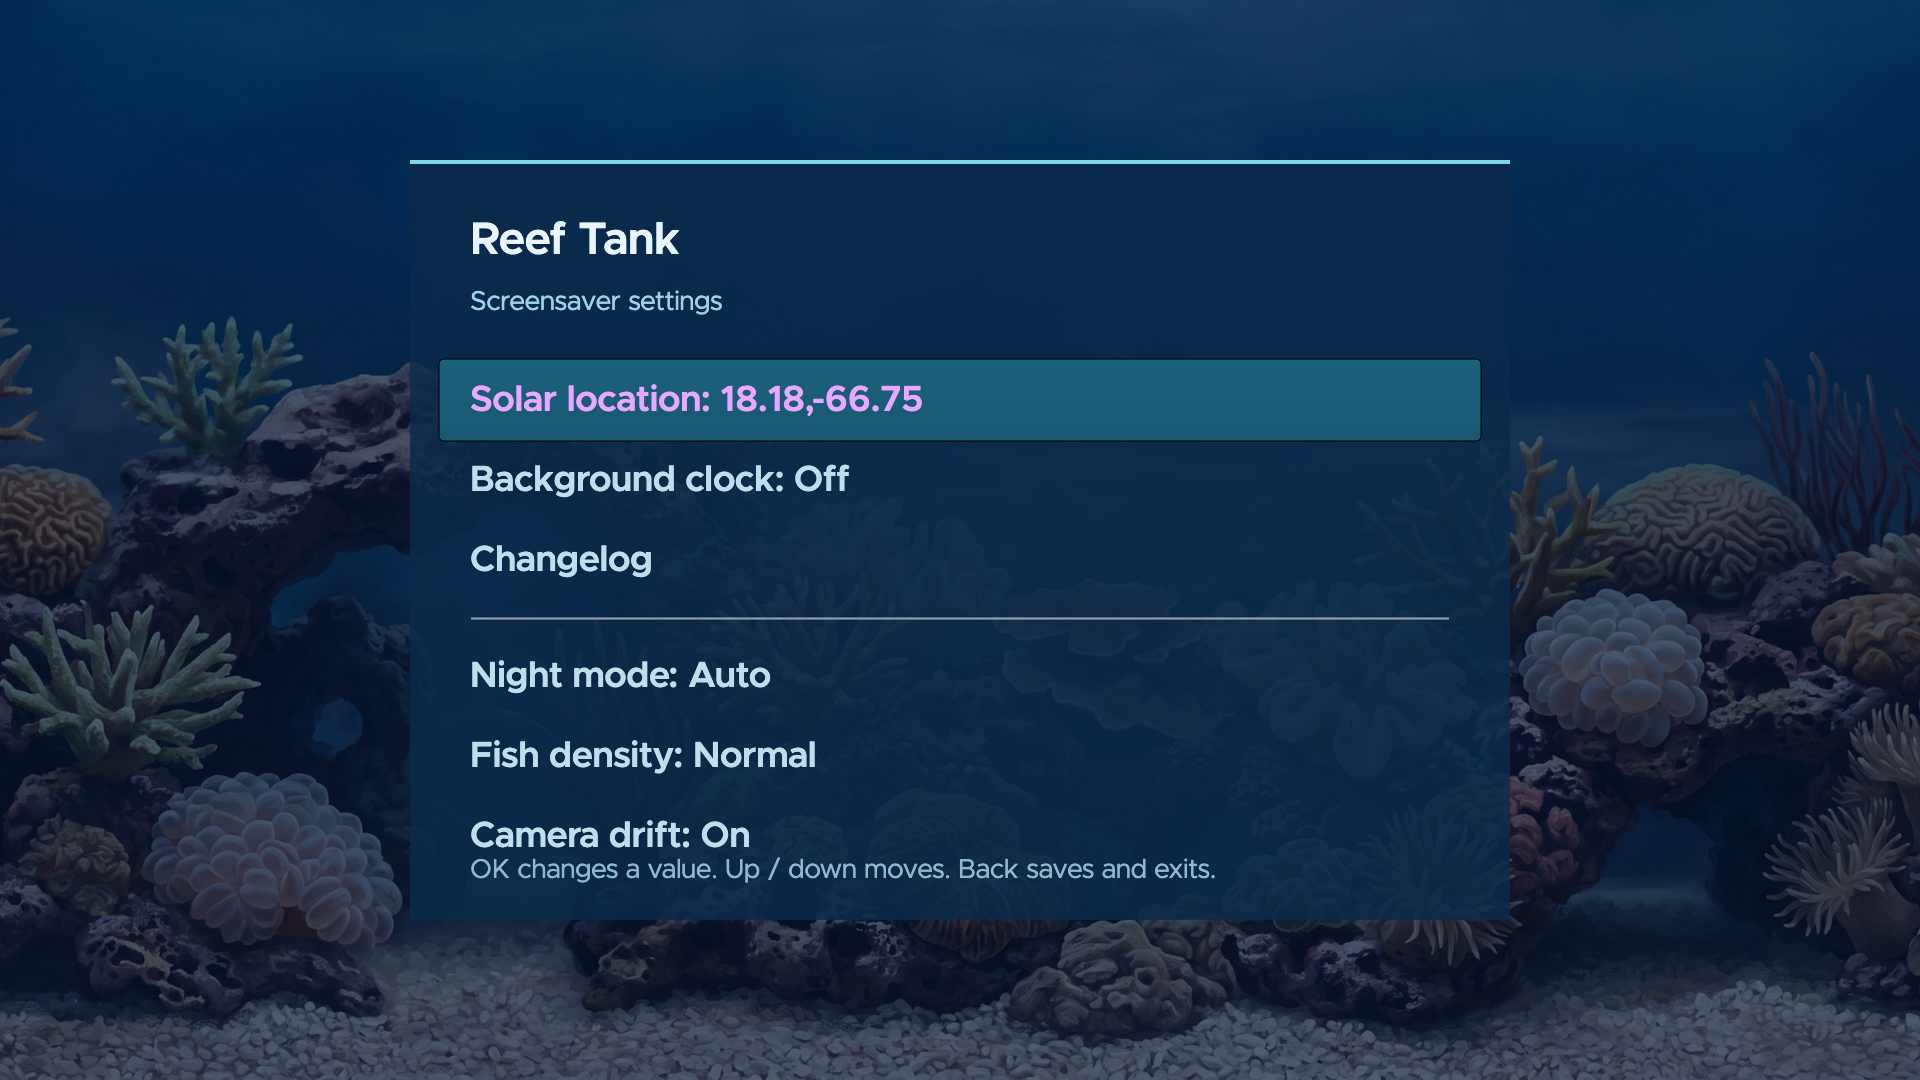 Reef Tank
Screensaver settings
Solar location: 18.18,-66.75
Background clock: Off
Changelog
Night mode: Auto
Fish density: Normal
Camera drift: On
OK changes a value. Up / down moves. Back saves and exits.